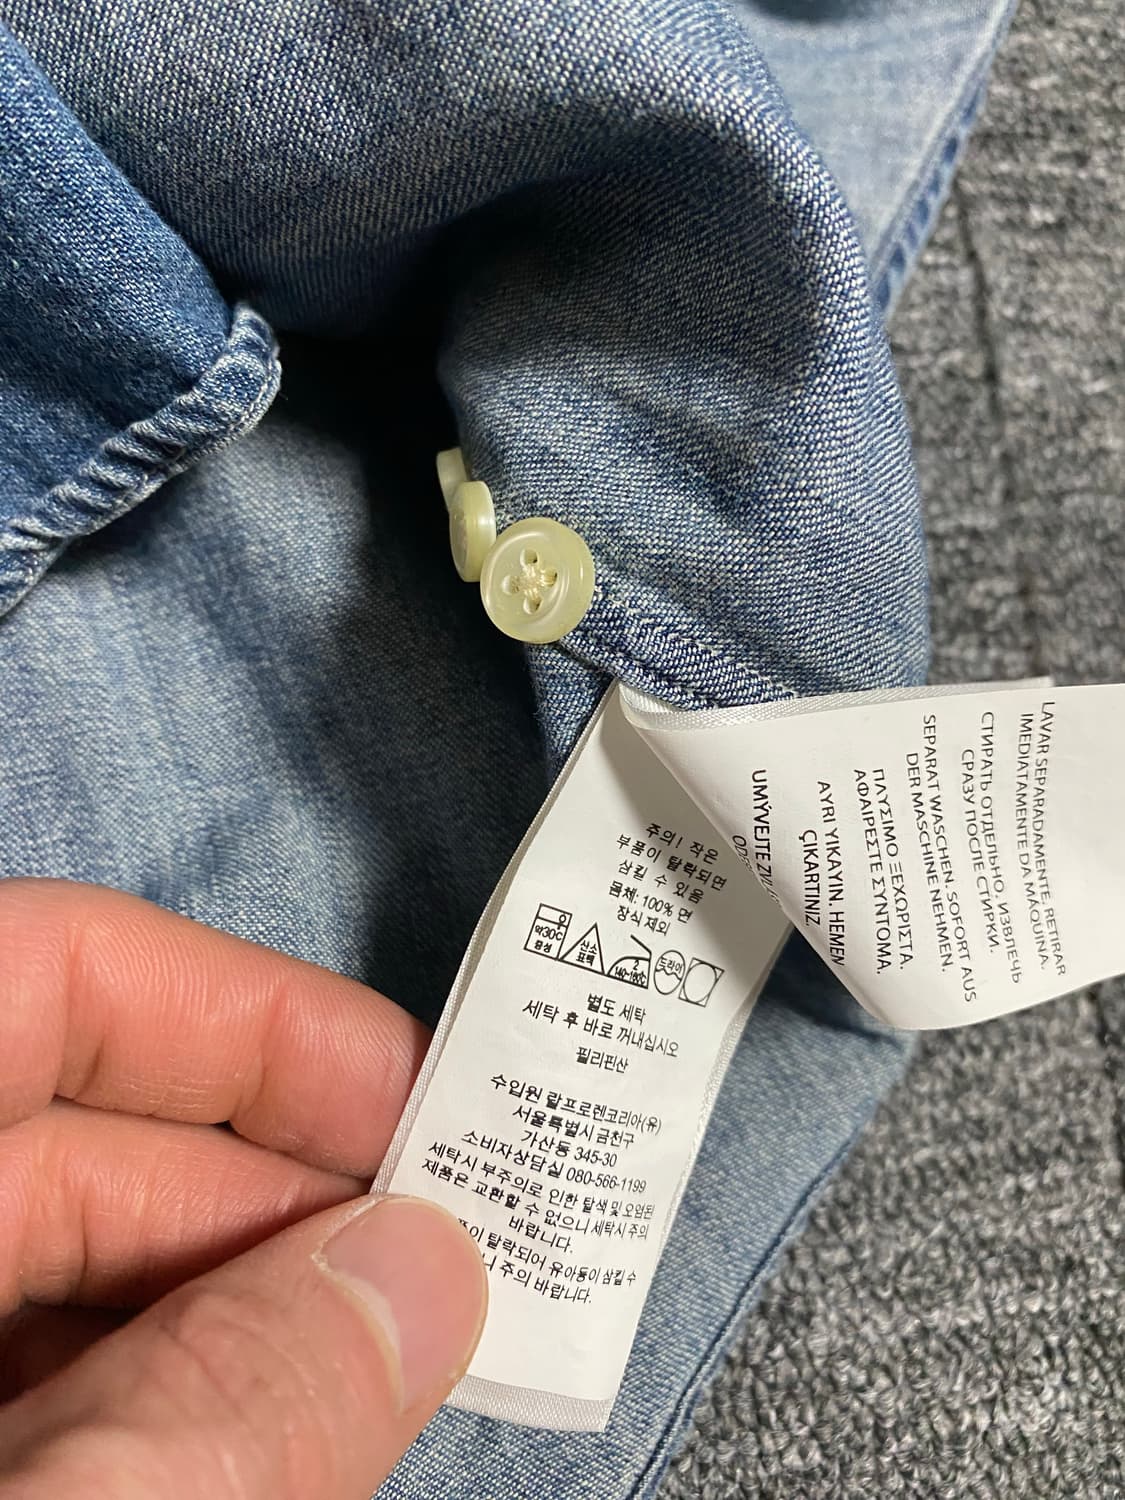 주의! 작은
부품이 탈락되면
삼킬 수 있음
몸체: 100% 면
장식 제외
약30℃
중성
산소
표백
2
140~160℃
드라이
별도 세탁
세탁 후 바로 꺼내십시오
필리핀산
수입원 랄프로렌코리아(유)
서울특별시 금천구
가산동 345-30
소비자상담실 080-566-1199
세탁시 부주의로 인한 탈색 및 오염된
제품은 교환할 수 없으니 세탁시 주의
바랍니다.
탈락되어 유아동이 삼킬 수
주의 바랍니다.
LAVAR SEPARADAMENTE. RETIRAR
IMEDIATAMENTE DA MÁQUINA.
СТИРАТЬ ОТДЕЛЬНО. ИЗВЛЕЧЬ
СРАЗУ ПОСЛЕ СТИРКИ.
SEPARAT WASCHEN. SOFORT AUS
DER MASCHINE NEHMEN.
ΠΛΥΣΙΜΟ ΞΕΧΩΡΙΣΤΑ.
ΑΦΑΙΡΕΣΤΕ ΣΥΝΤΟΜΑ.
AYRI YIKAYIN. HEMEN
ÇIKARTINIZ.
UMÝVEJTE